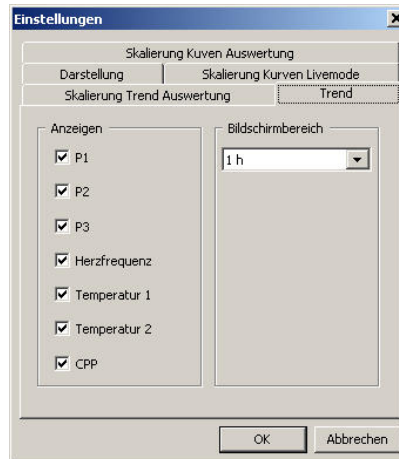 Einstellungen
Skalierung Kuven Auswertung
Darstellung
Skalierung Kurven Livemode
Skalierung Trend Auswertung
Trend
Anzeigen
P1
P2
P3
Herzfrequenz
Temperatur 1
Temperatur 2
CPP
Bildschirmbereich
1 h
OK
Abbrechen